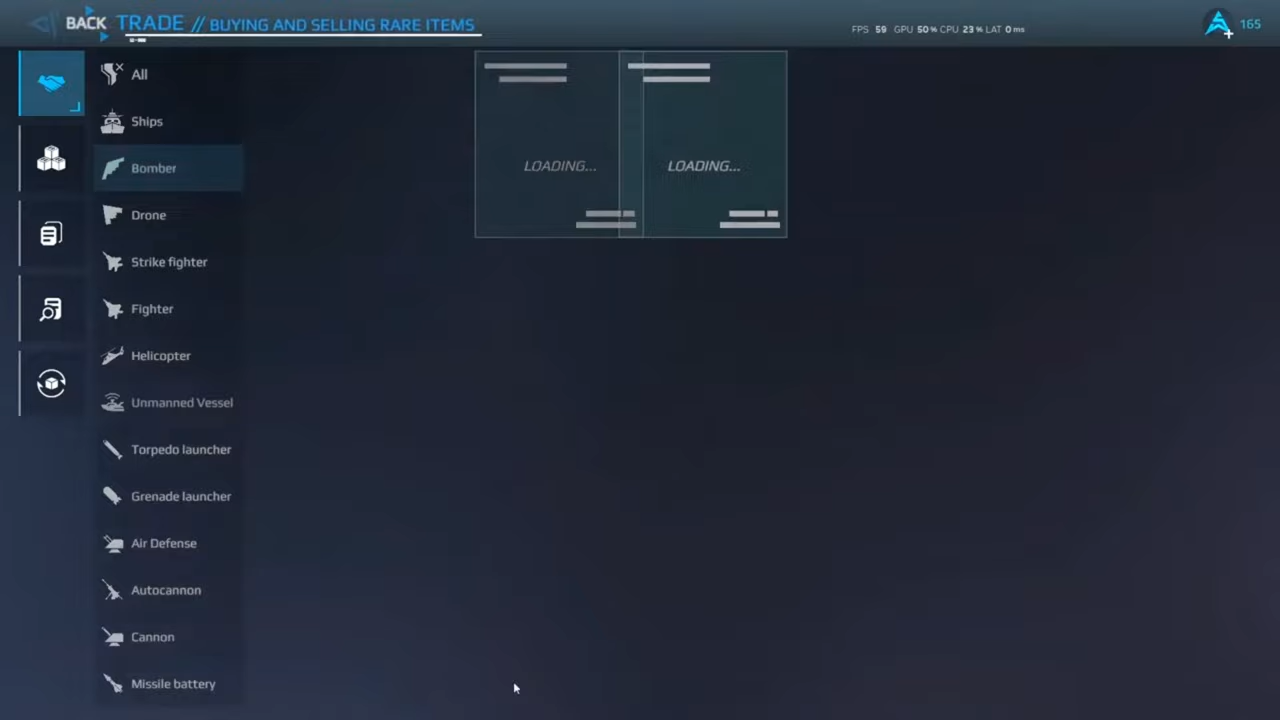 BACK TRADE // BUYING AND SELLING RARE ITEMS
FPS 59 GPU 50 % CPU 23 % LAT 0 ms
165
All
Ships
Bomber
Drone
Strike fighter
Fighter
Helicopter
Unmanned Vessel
Torpedo launcher
Grenade launcher
Air Defense
Autocannon
Cannon
Missile battery
LOADING...
LOADING...